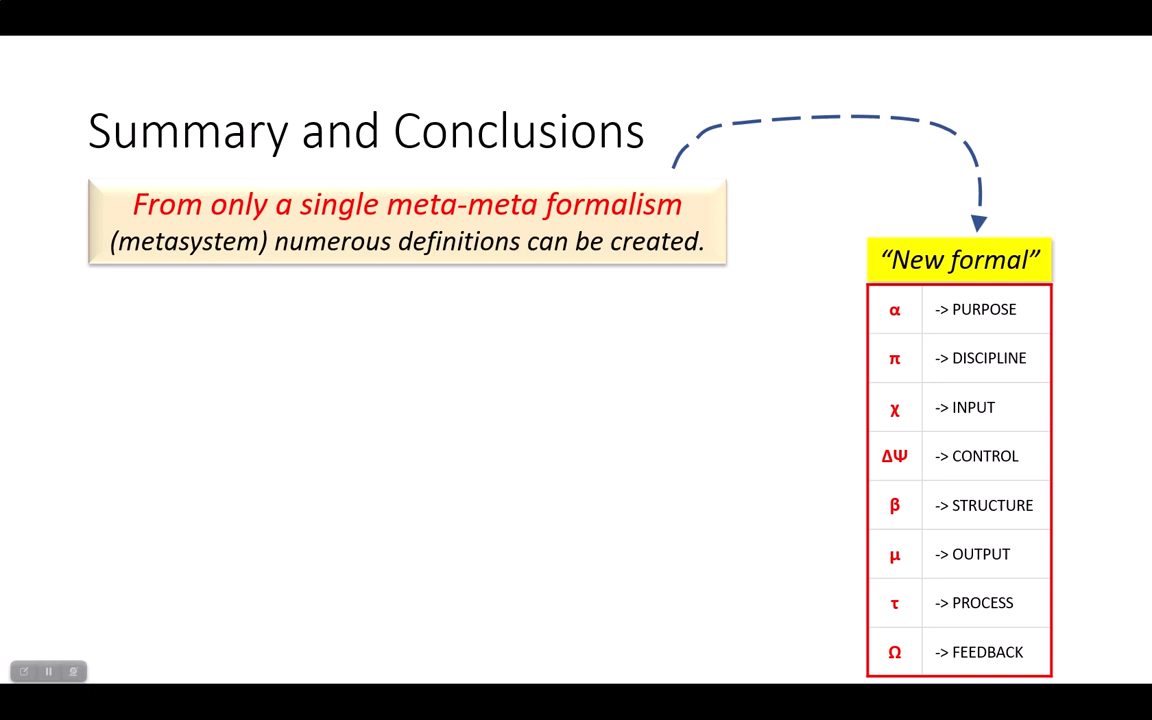 Summary and Conclusions
From only a single meta-meta formalism
(metasystem) numerous definitions can be created.
“New formal”
α -> PURPOSE
π -> DISCIPLINE
χ -> INPUT
ΔΨ -> CONTROL
β -> STRUCTURE
μ -> OUTPUT
τ -> PROCESS
Ω -> FEEDBACK